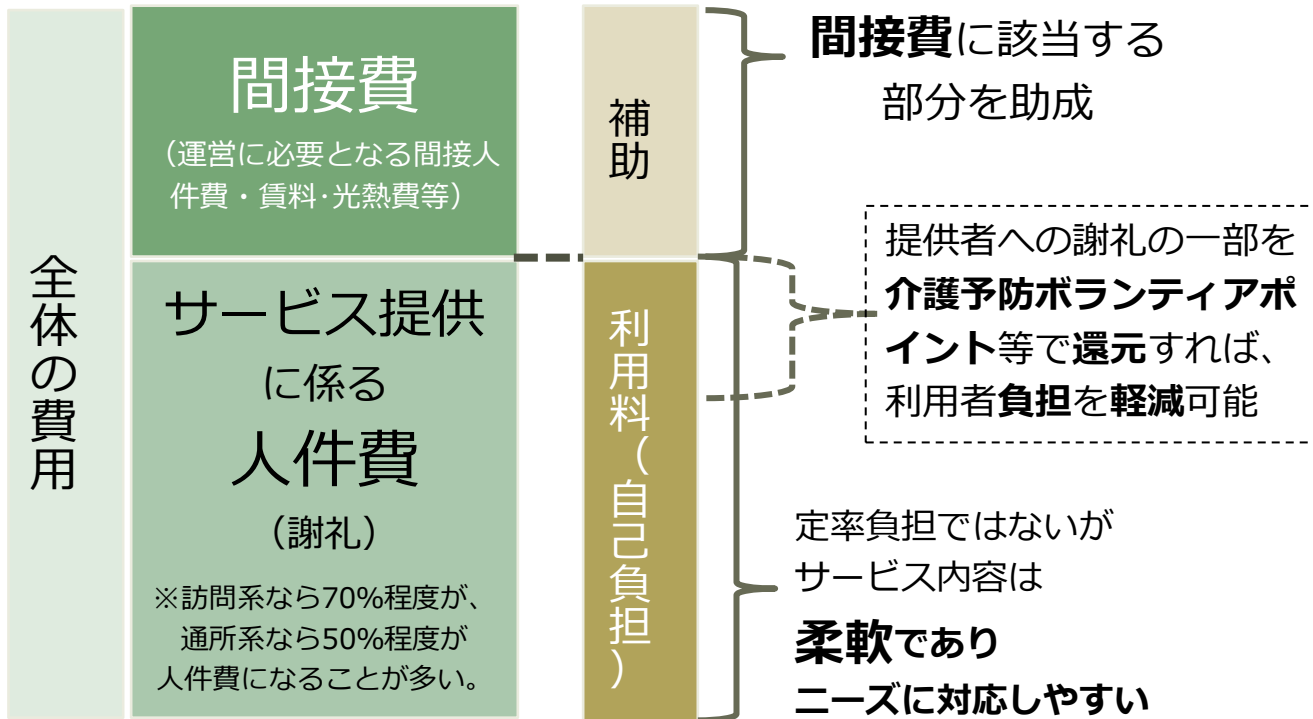 全体の費用
間接費
（運営に必要となる間接人
件費・賃料･光熱費等）
サービス提供
に係る
人件費
（謝礼）
※訪問系なら70%程度が、
通所系なら50%程度が
人件費になることが多い。
補助
利用料（自己負担）
間接費に該当する
部分を助成
提供者への謝礼の一部を
介護予防ボランティアポ
イント等で還元すれば、
利用者負担を軽減可能
定率負担ではないが
サービス内容は
柔軟であり
ニーズに対応しやすい